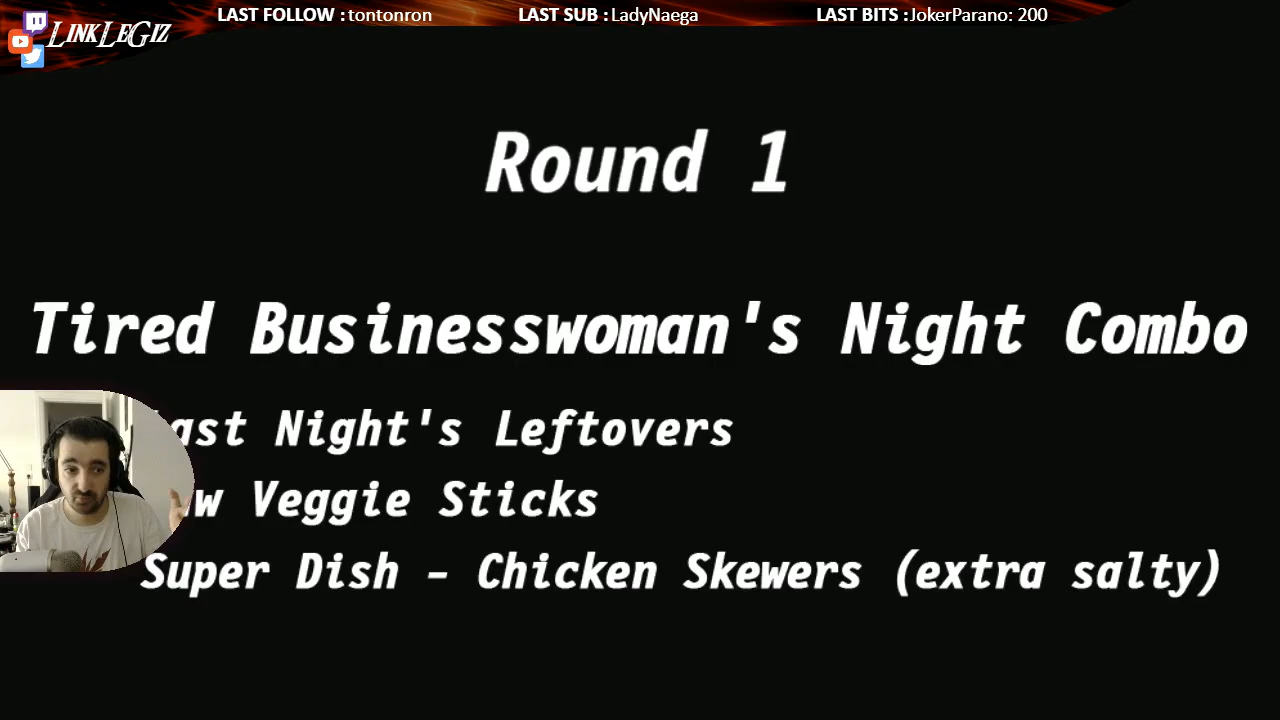 LAST FOLLOW : tontonron LAST SUB : LadyNaega LAST BITS :JokerParano: 200
LINKLEGIZ
Round 1
Tired Businesswoman's Night Combo
Night's Leftovers
Veggie Sticks
Super Dish - Chicken Skewers (extra salty)